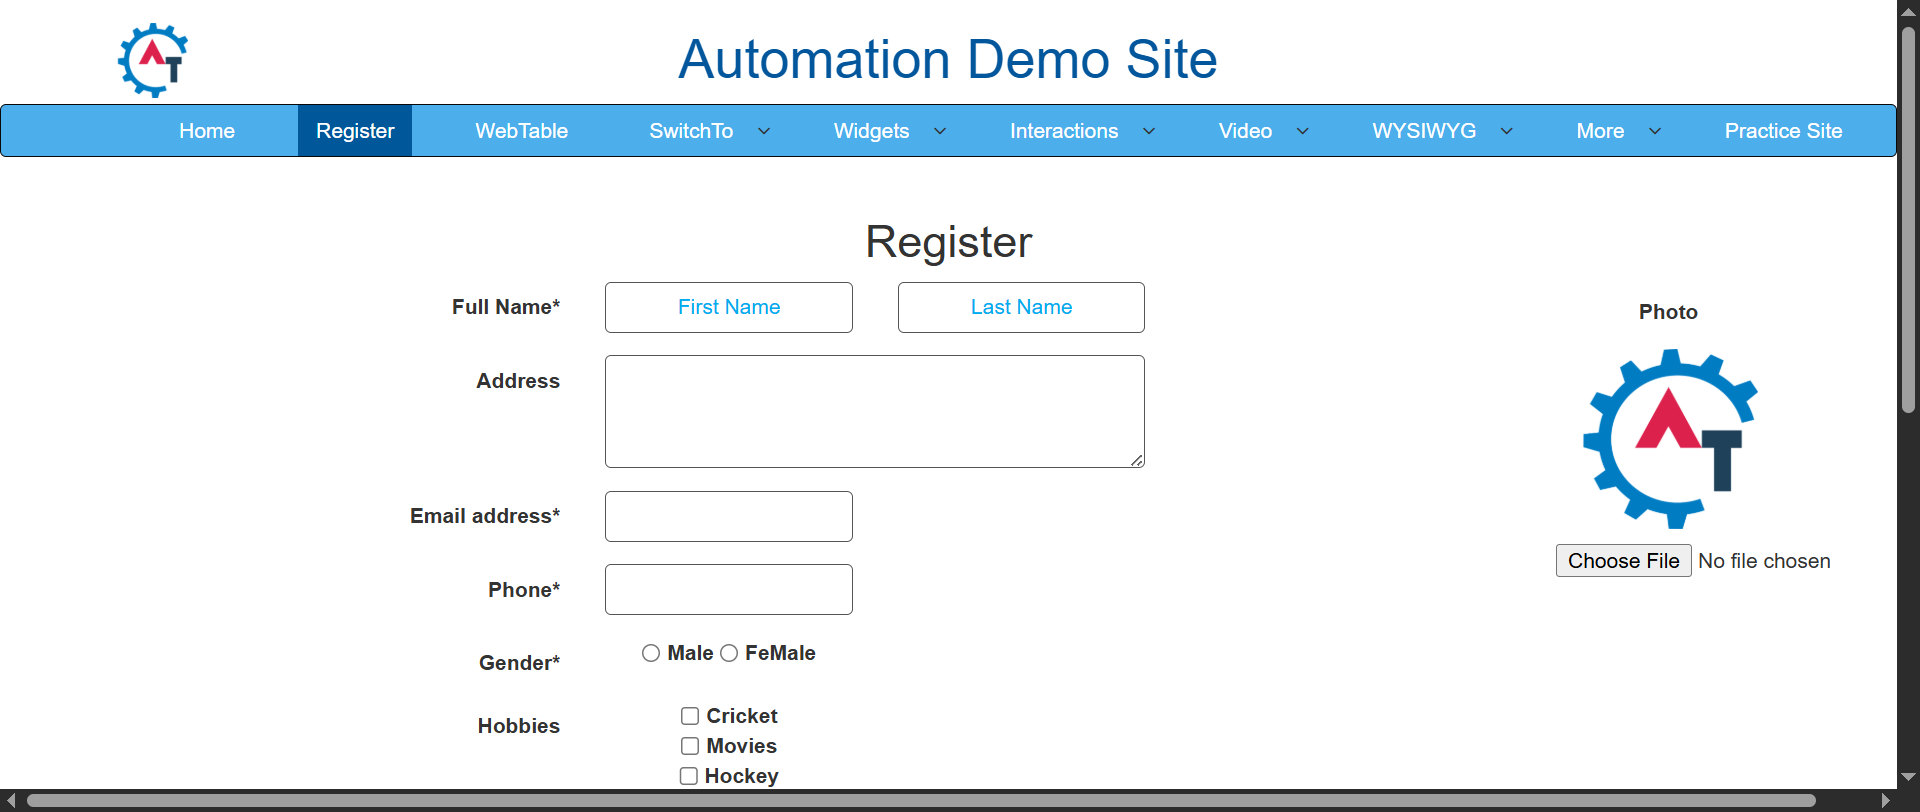 AT
Automation Demo Site
Home Register WebTable SwitchTo Widgets Interactions Video WYSIWYG More Practice Site
Register
Full Name* First Name Last Name
Photo
Address
AT
Email address*
Choose File No file chosen
Phone*
Gender* Male FeMale
Hobbies Cricket
Movies
Hockey